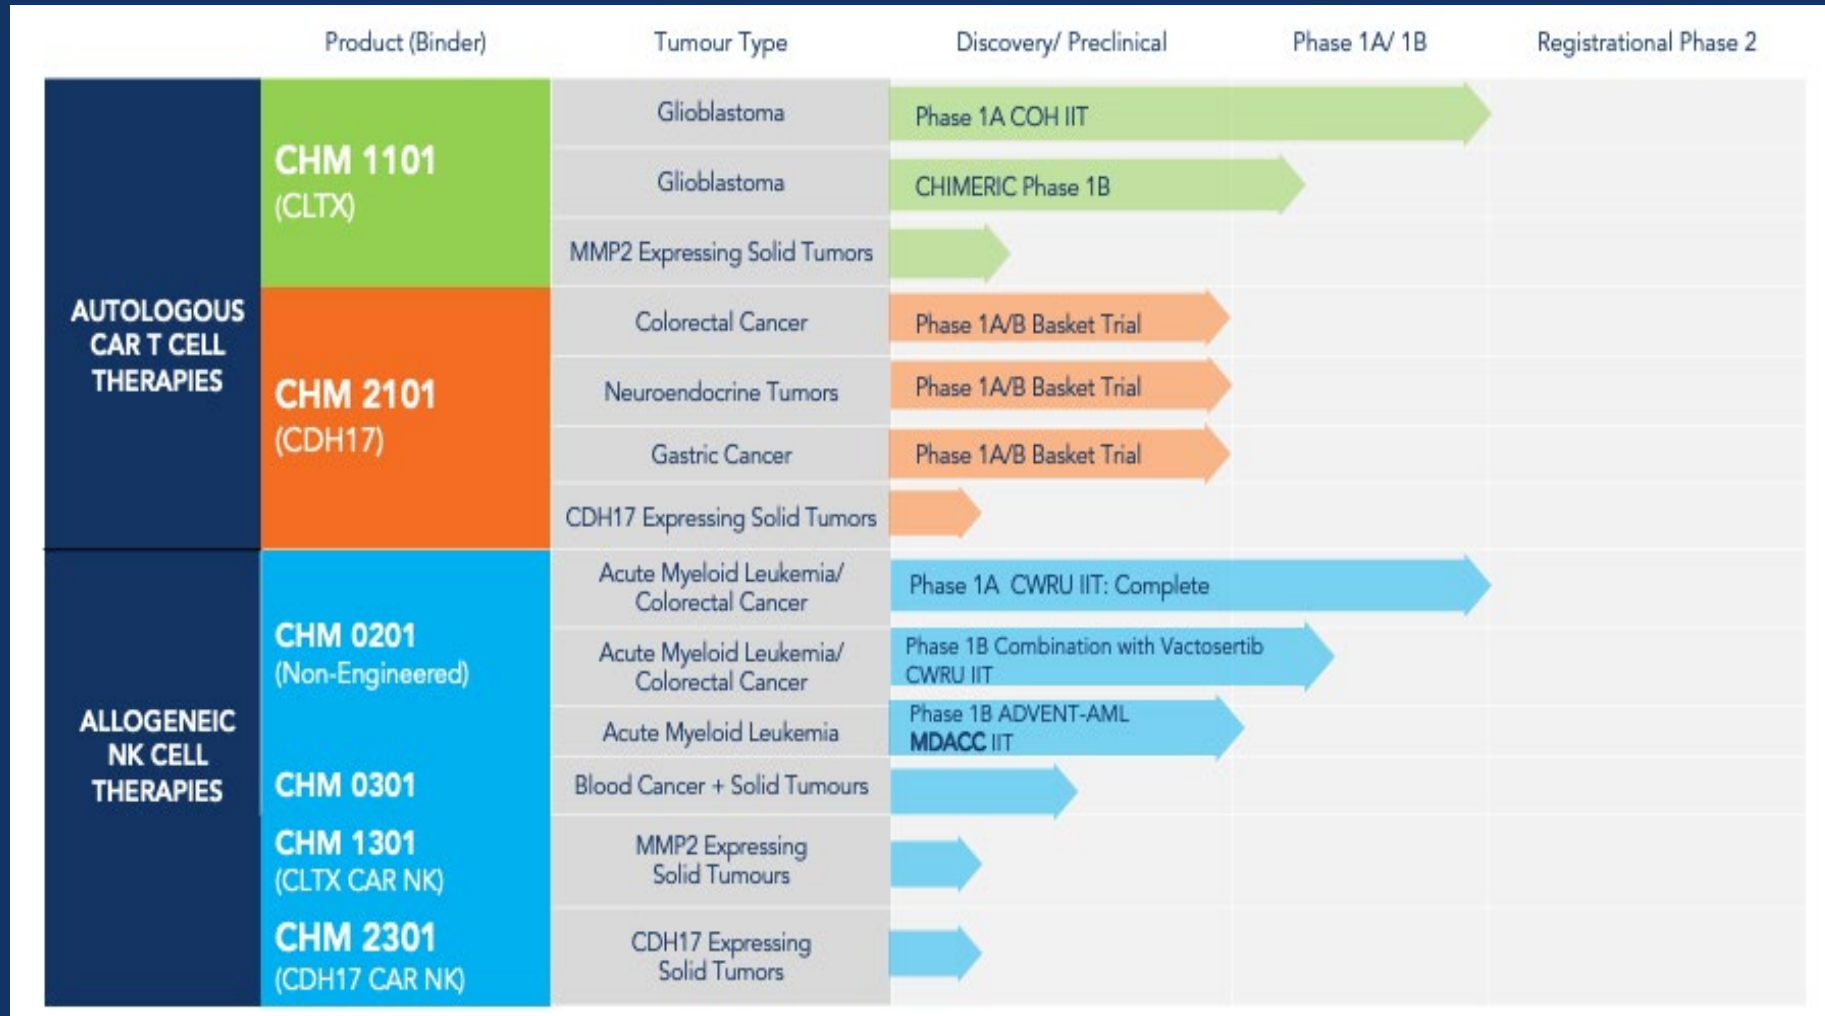 Product (Binder)
Tumour Type
Discovery/ Preclinical
Phase 1A/ 1B
Registrational Phase 2
AUTOLOGOUS
CAR T CELL
THERAPIES
CHM 1101
(CLTX)
Glioblastoma
Phase 1A COH IIT
Glioblastoma
CHIMERIC Phase 1B
MMP2 Expressing Solid Tumors
CHM 2101
(CDH17)
Colorectal Cancer
Phase 1A/B Basket Trial
Neuroendocrine Tumors
Phase 1A/B Basket Trial
Gastric Cancer
Phase 1A/B Basket Trial
CDH17 Expressing Solid Tumors
ALLOGENEIC
NK CELL
THERAPIES
CHM 0201
(Non-Engineered)
Acute Myeloid Leukemia/
Colorectal Cancer
Phase 1A CWRU IIT: Complete
Acute Myeloid Leukemia/
Colorectal Cancer
Phase 1B Combination with Vactosertib
CWRU IIT
Acute Myeloid Leukemia
Phase 1B ADVENT-AML
MDACC IIT
CHM 0301
Blood Cancer + Solid Tumours
CHM 1301
(CLTX CAR NK)
MMP2 Expressing
Solid Tumours
CHM 2301
(CDH17 CAR NK)
CDH17 Expressing
Solid Tumors